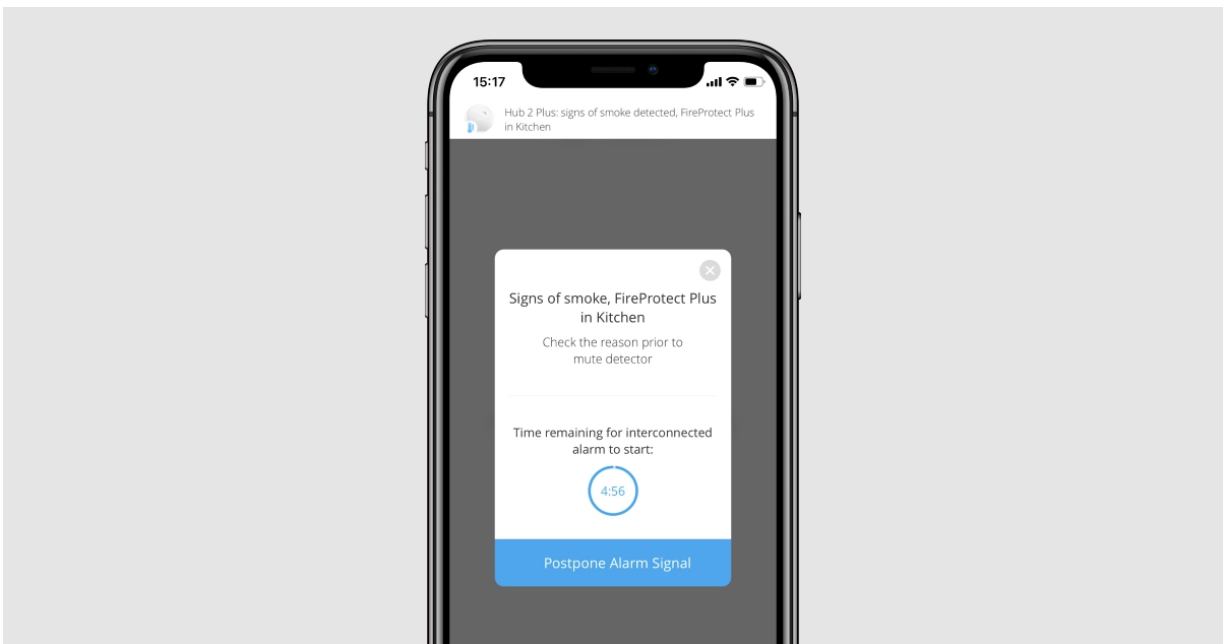 15:17
Hub 2 Plus: signs of smoke detected, FireProtect Plus
in Kitchen
Signs of smoke, FireProtect Plus
in Kitchen
Check the reason prior to
mute detector
Time remaining for interconnected
alarm to start:
4:56
Postpone Alarm Signal